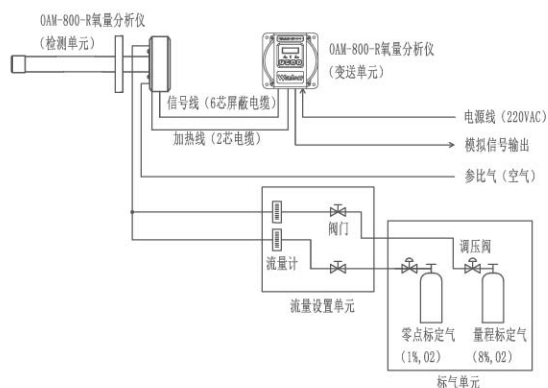 OAM-800-R氧量分析仪
（检测单元）
OAM-800-R氧量分析仪
（变送单元）
信号线（6芯屏蔽电缆）
加热线（2芯电缆）
电源线（220VAC）
模拟信号输出
参比气（空气）
阀门
流量计
流量设置单元
调压阀
零点标定气
（1%,O2）
量程标定气
（8%,O2）
标气单元